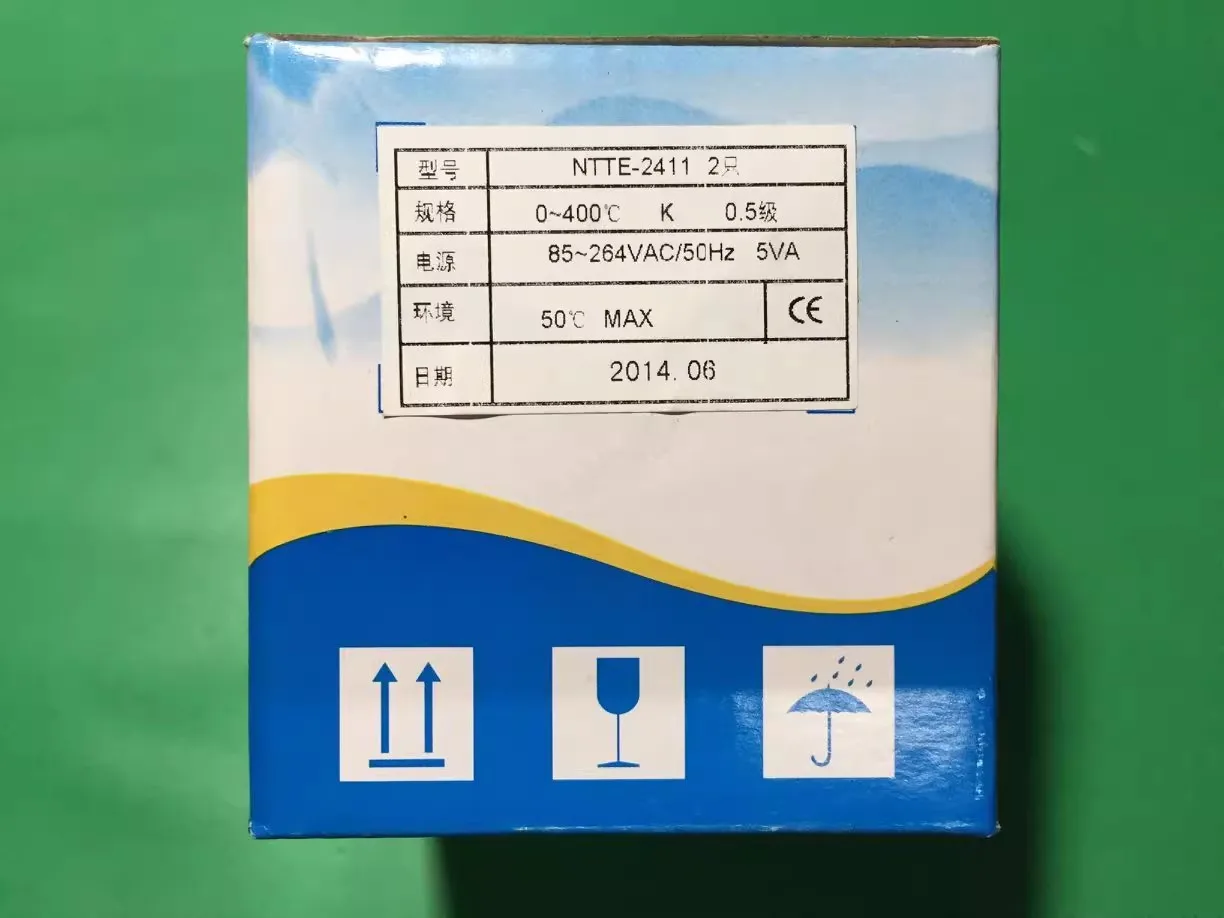 型号 NTTE-2411 2只
规格 0~400℃ K 0.5级
电源 85~264VAC/50Hz 5VA
环境 50℃ MAX CE
日期 2014.06